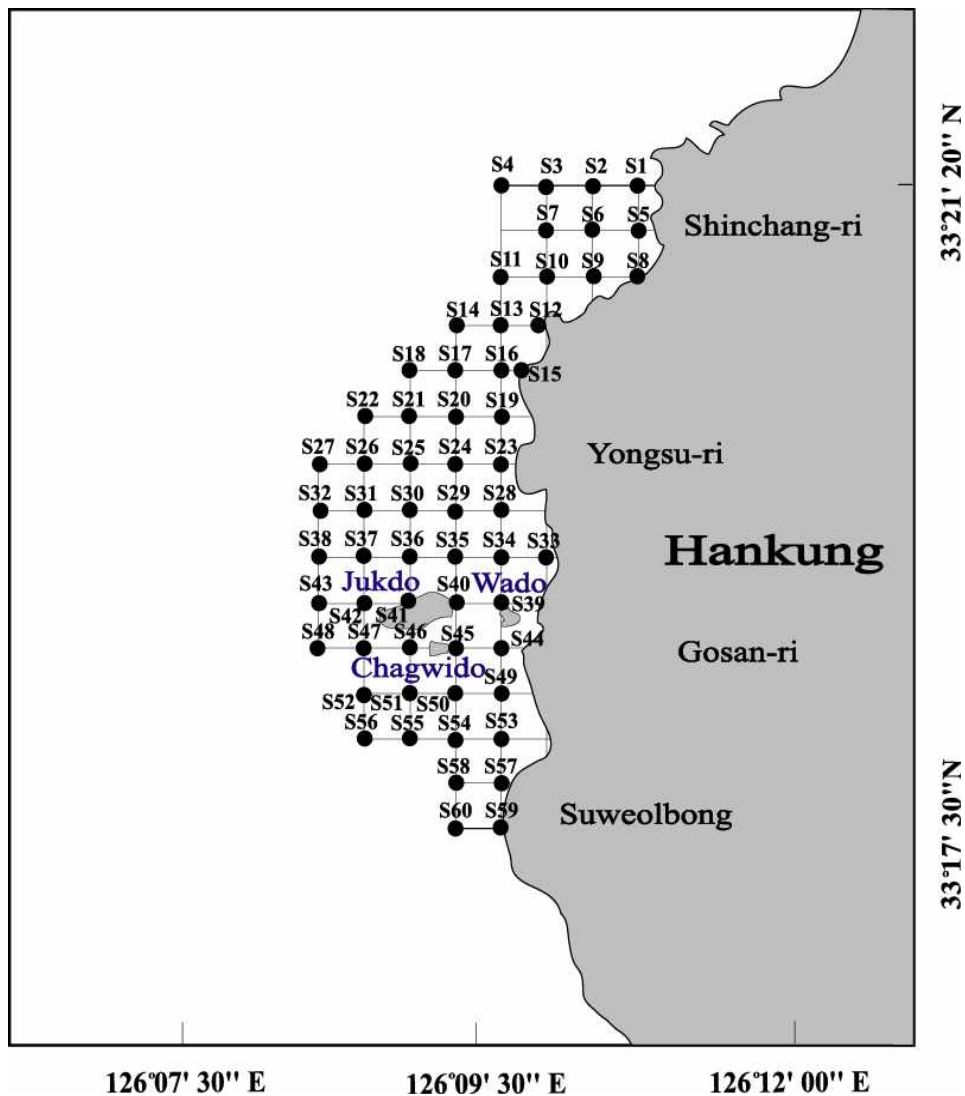 S4 S3 S2 S1
33°21' 20'' N
S7 S6 S5
Shinchang-ri
S11 S10 S9 S8
S14 S13 S12
S18 S17 S16
S15
S22 S21 S20 S19
S27 S26 S25 S24 S23
Yongsu-ri
S32 S31 S30 S29 S28
S38 S37 S36 S35 S34 S33
Hankung
Jukdo Wado
S43 S40
S42 S41 S39
S48 S47 S46 S45 S44
Gosan-ri
Chagwido
S49
S52 S51 S50
S56 S55 S54 S53
S58 S57
33°17' 30''N
S60 S59
Suweolbong
126°07' 30'' E 126°09' 30'' E 126°12' 00'' E